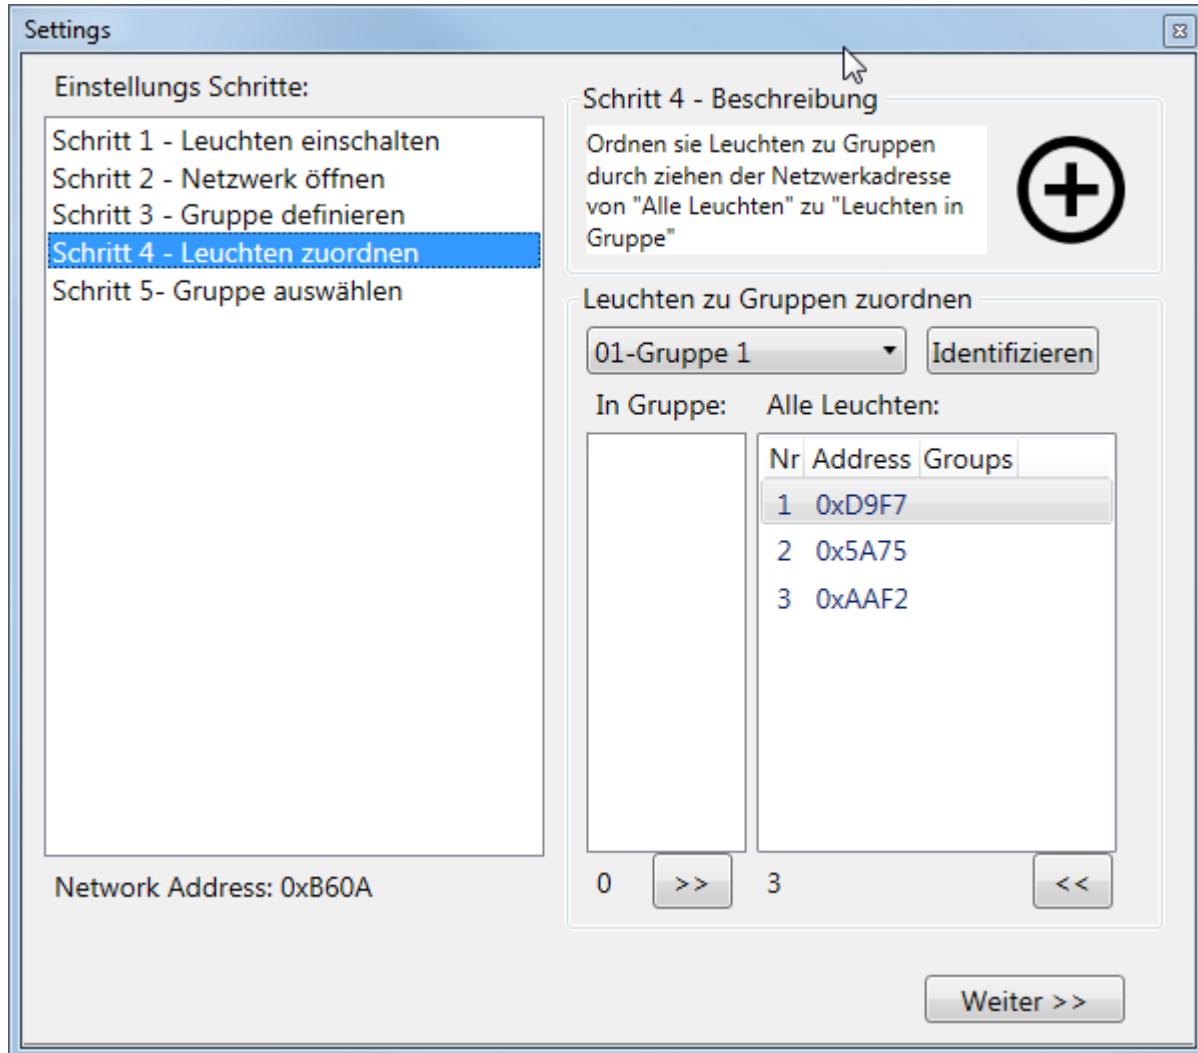 Settings
Einstellungs Schritte:
Schritt 1 - Leuchten einschalten
Schritt 2 - Netzwerk öffnen
Schritt 3 - Gruppe definieren
Schritt 4 - Leuchten zuordnen
Schritt 5- Gruppe auswählen
Network Address: 0xB60A
Schritt 4 - Beschreibung
Ordnen sie Leuchten zu Gruppen
durch ziehen der Netzwerkadresse
von "Alle Leuchten" zu "Leuchten in
Gruppe"
Leuchten zu Gruppen zuordnen
01-Gruppe 1 Identifizieren
In Gruppe: Alle Leuchten:
Nr Address Groups
1 0xD9F7
2 0x5A75
3 0xAAF2
0 >> 3 <<
Weiter >>